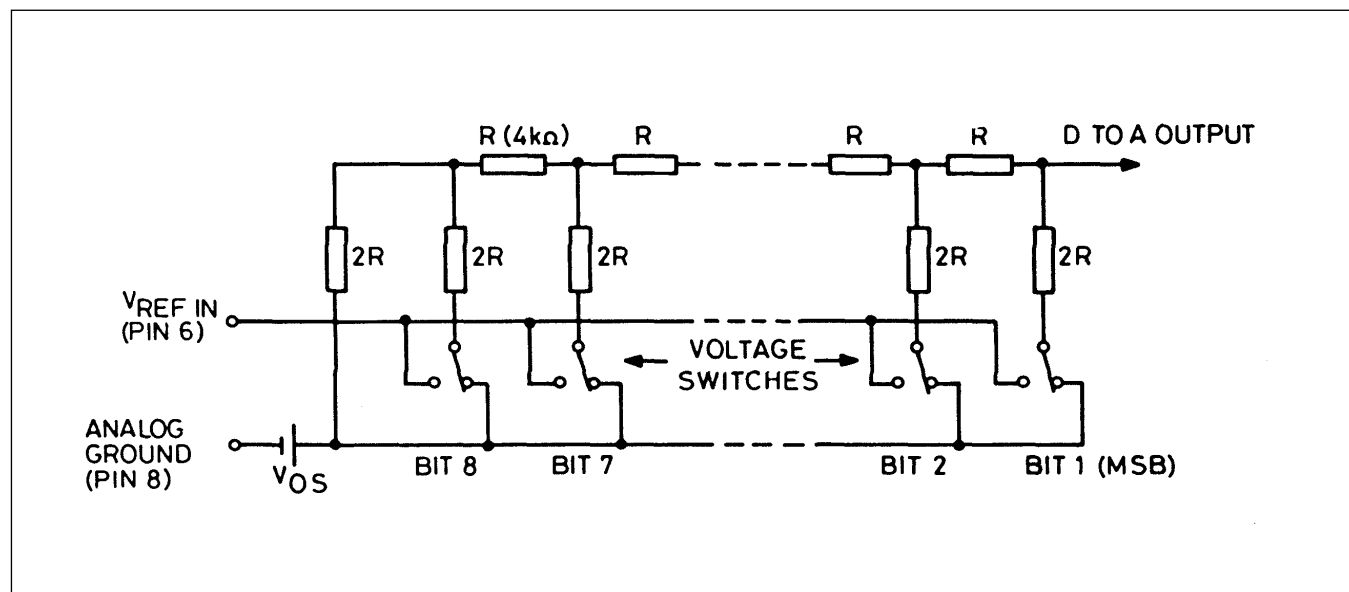 R (4kΩ) R R R D TO A OUTPUT
2R 2R 2R 2R 2R
VREF IN
(PIN 6)
VOLTAGE
SWITCHES
ANALOG
GROUND
(PIN 8)
VOS
BIT 8 BIT 7 BIT 2 BIT 1 (MSB)